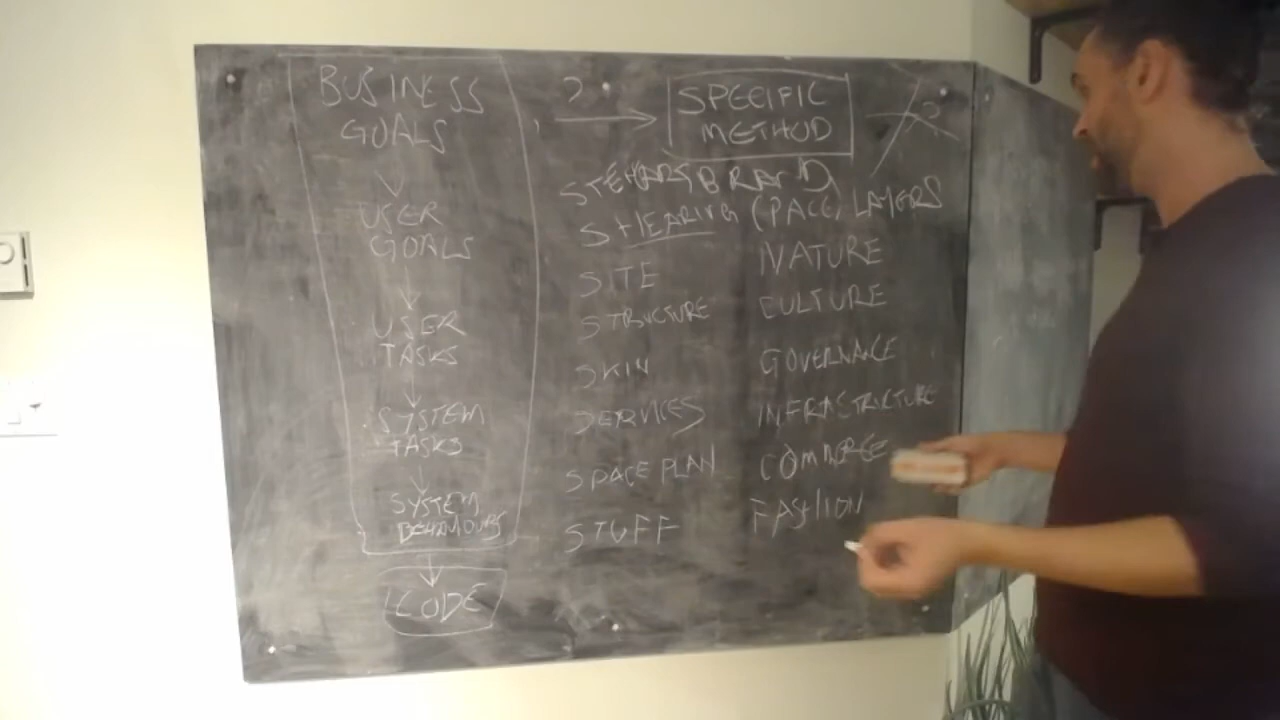 BUSINESS
GOALS
USER
GOALS
USER
TASKS
SYSTEM
TASKS
SYSTEM
BEHAVIOURS
CODE
?
SPECIFIC
METHOD
STEWART BRAND
SHEARING (PACE) LAYERS
SITE
STRUCTURE
SKIN
SERVICES
SPACE PLAN
STUFF
NATURE
CULTURE
GOVERNANCE
INFRASTRUCTURE
COMMERCE
FASHION